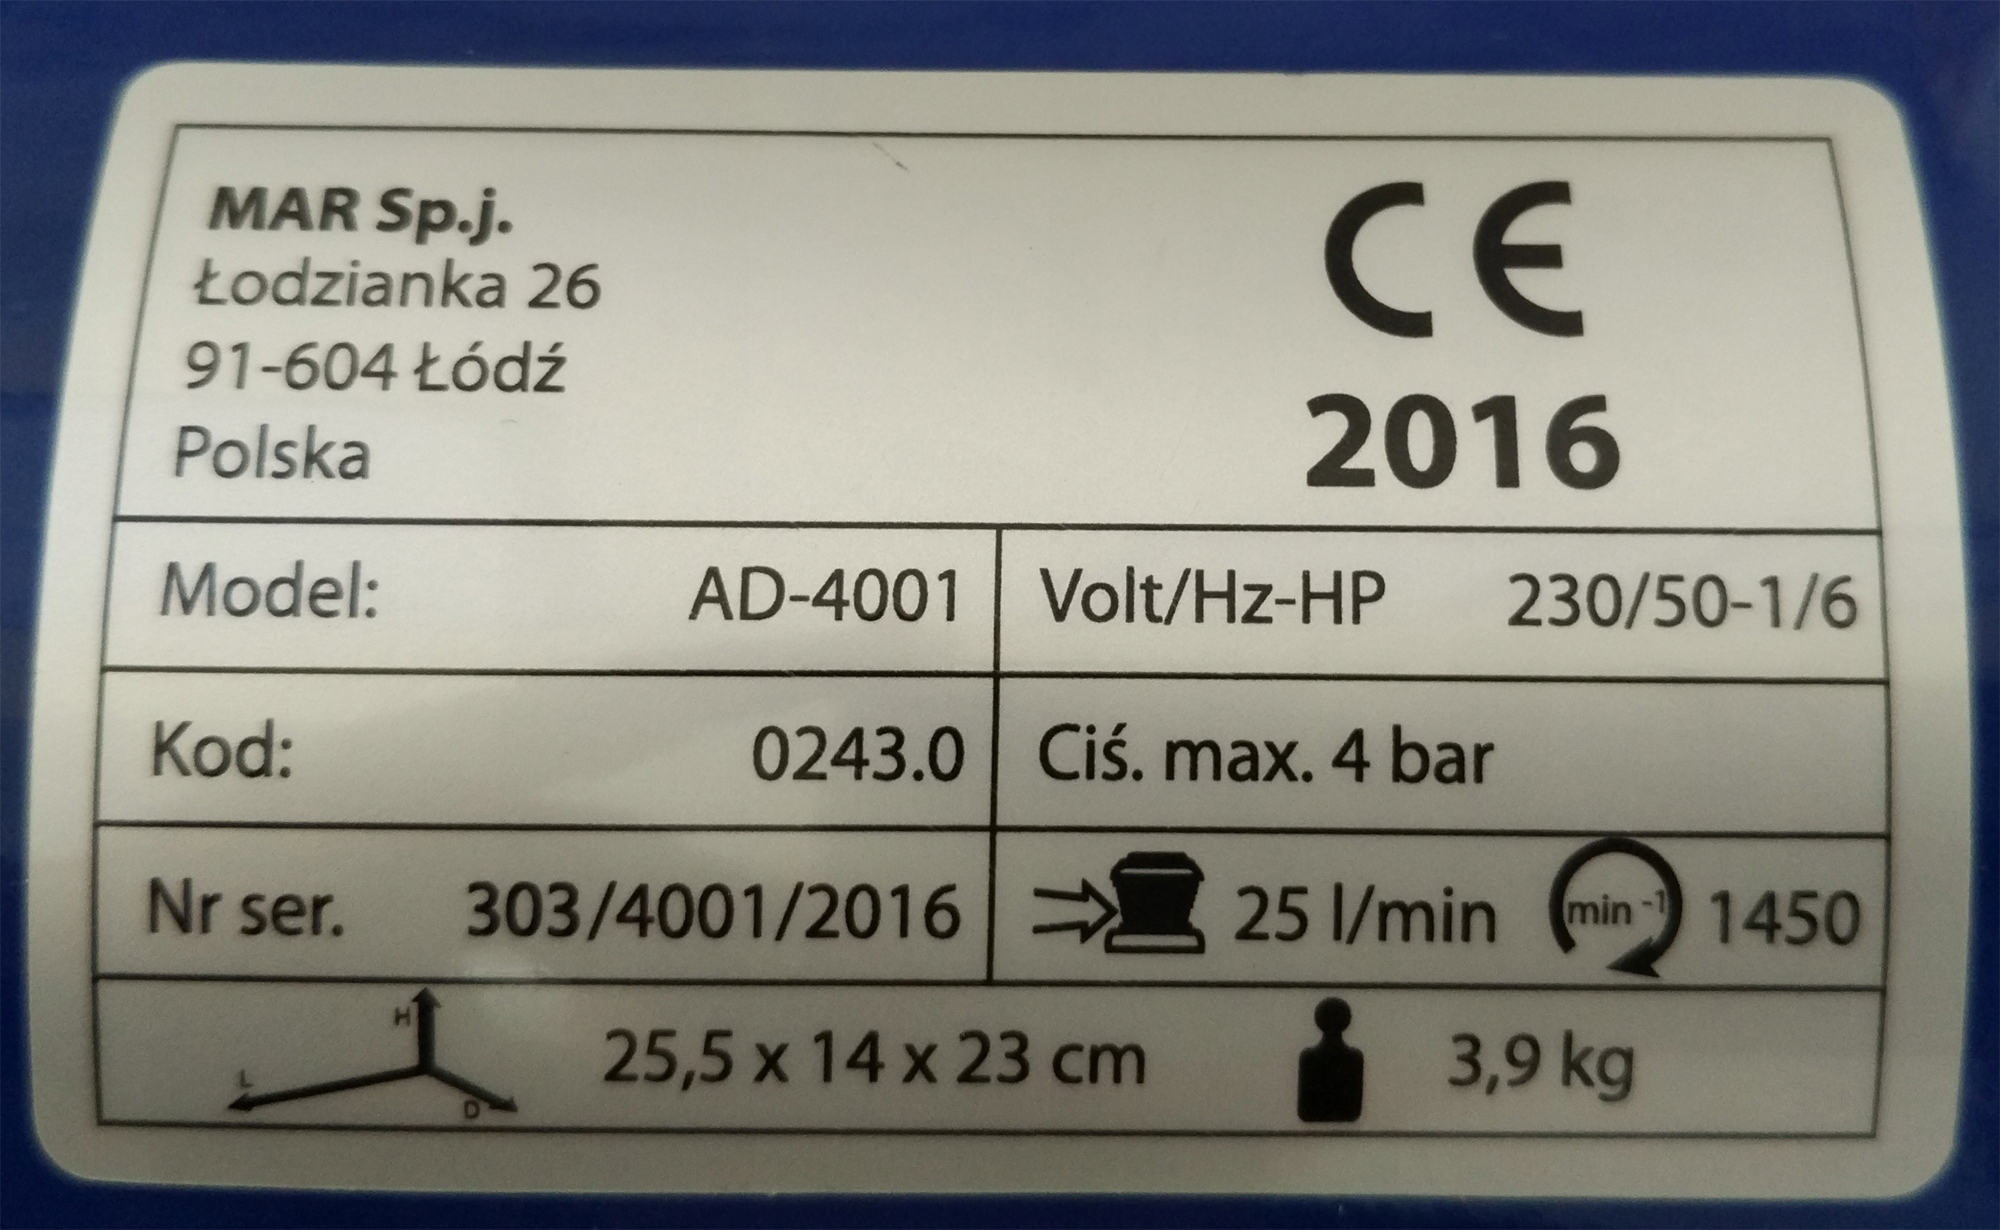 MAR Sp.j.
Łodzianka 26
91-604 Łódź
Polska
CE
2016
Model: AD-4001
Volt/Hz-HP 230/50-1/6
Kod: 0243.0
Ciś. max. 4 bar
Nr ser. 303/4001/2016
25 l/min min⁻¹ 1450
H
L
D
25,5 x 14 x 23 cm
3,9 kg